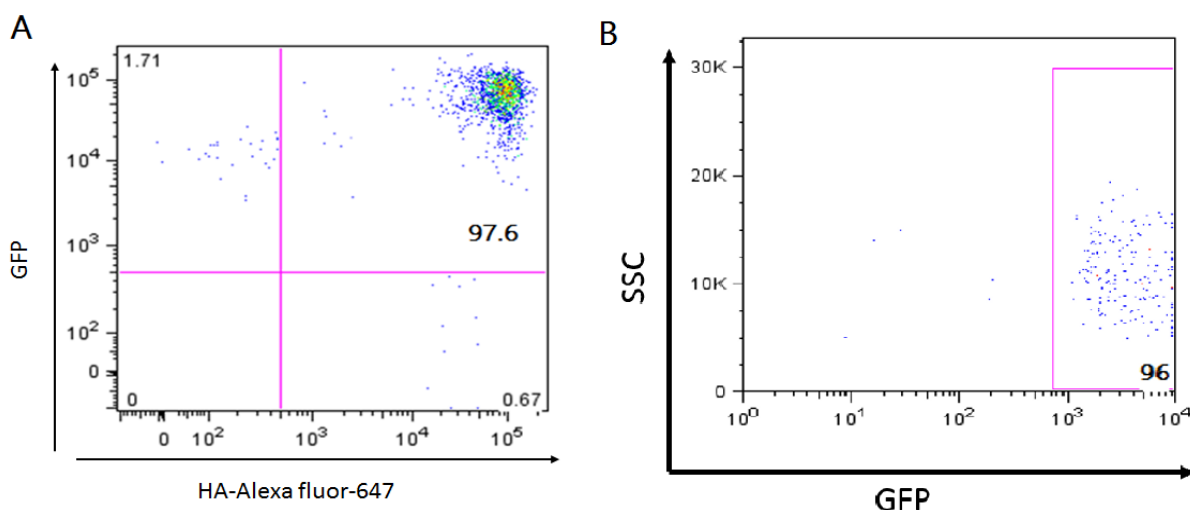 A
1.71
10⁵
10⁴
10³
10²
0
GFP
97.6
0
0.67
0 10² 10³ 10⁴ 10⁵
HA-Alexa fluor-647
B
30K
20K
10K
0
SSC
96
10⁰ 10¹ 10² 10³ 10⁴
GFP